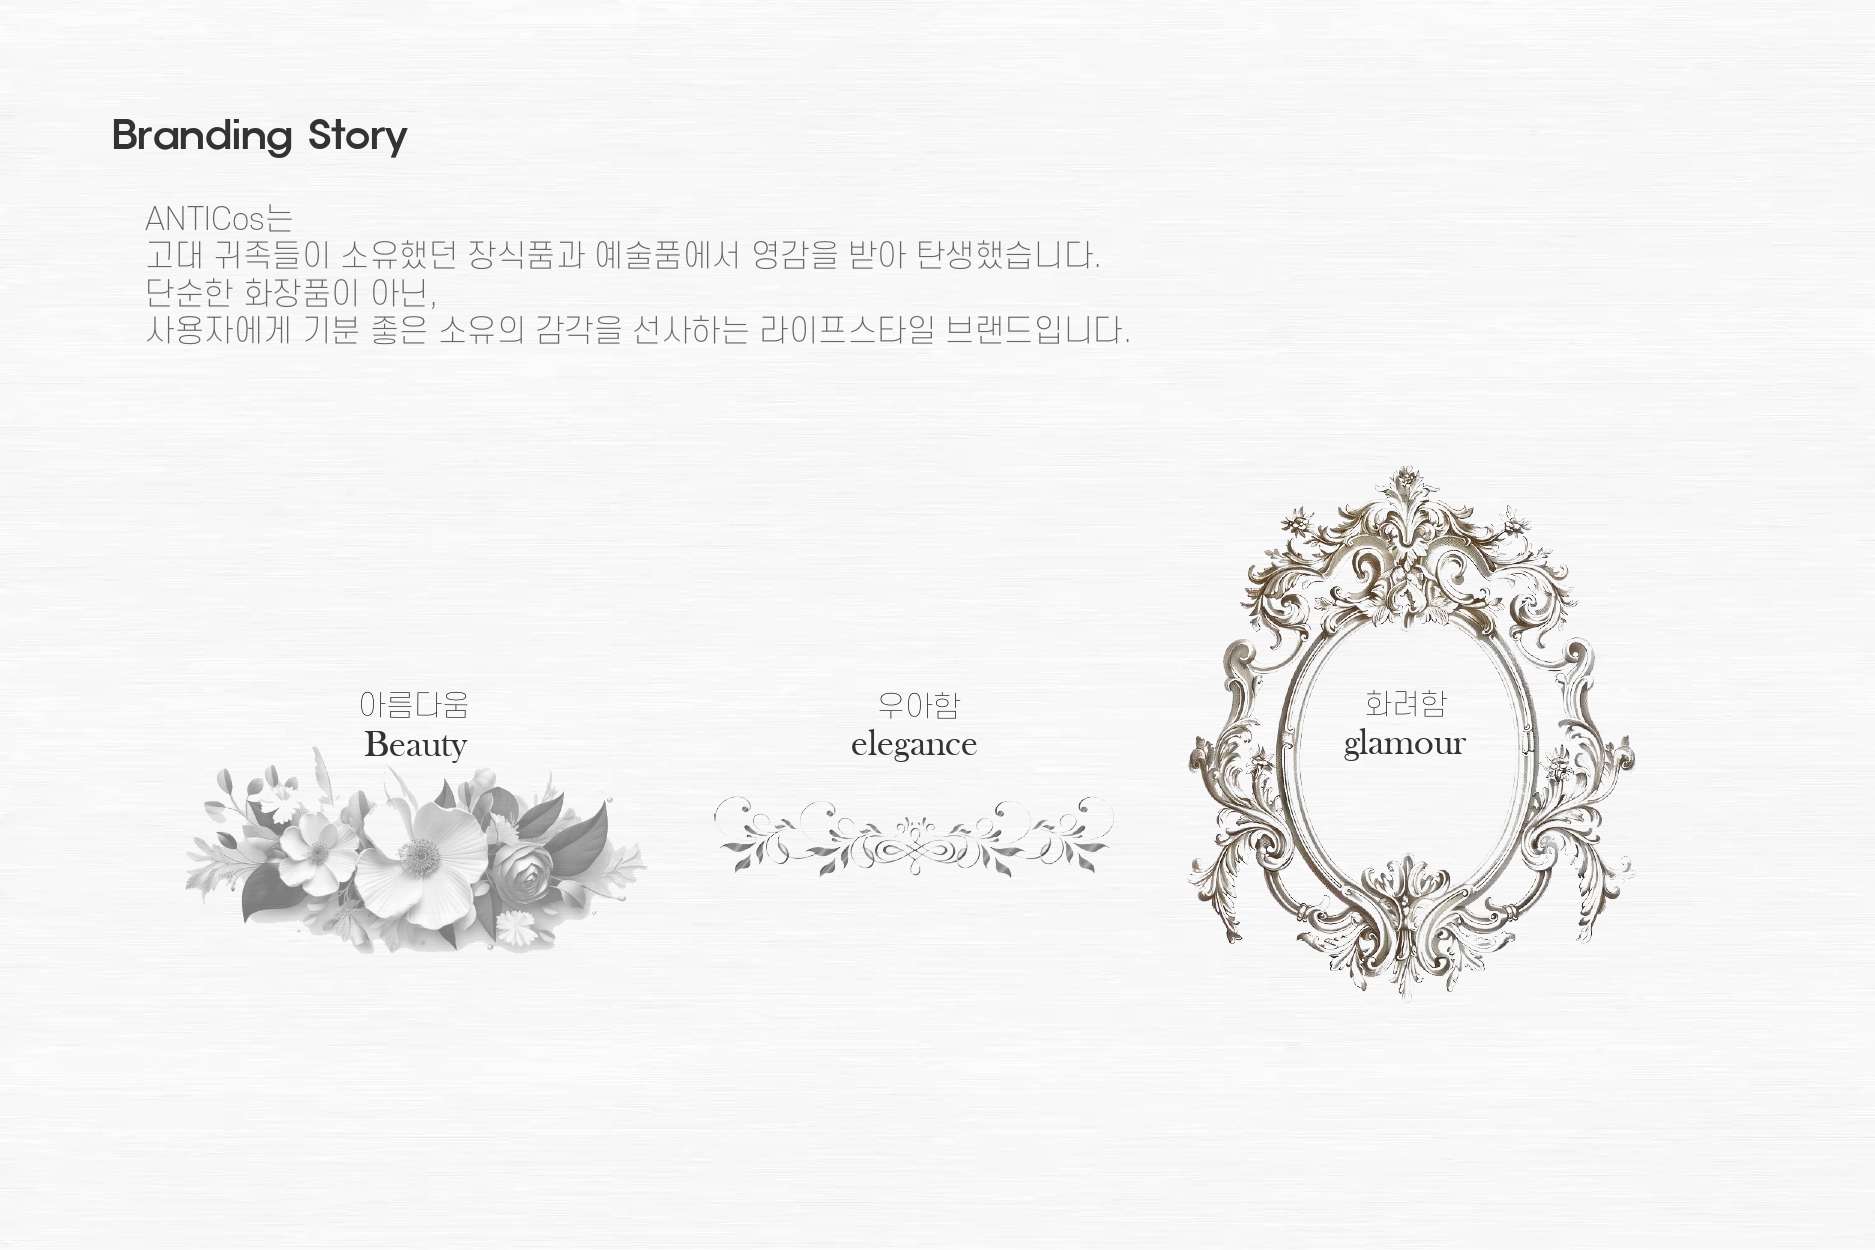 Branding Story
ANTICos는
고대 귀족들이 소유했던 장식품과 예술품에서 영감을 받아 탄생했습니다.
단순한 화장품이 아닌,
사용자에게 기분 좋은 소유의 감각을 선사하는 라이프스타일 브랜드입니다.
아름다움
Beauty
우아함
elegance
화려함
glamour